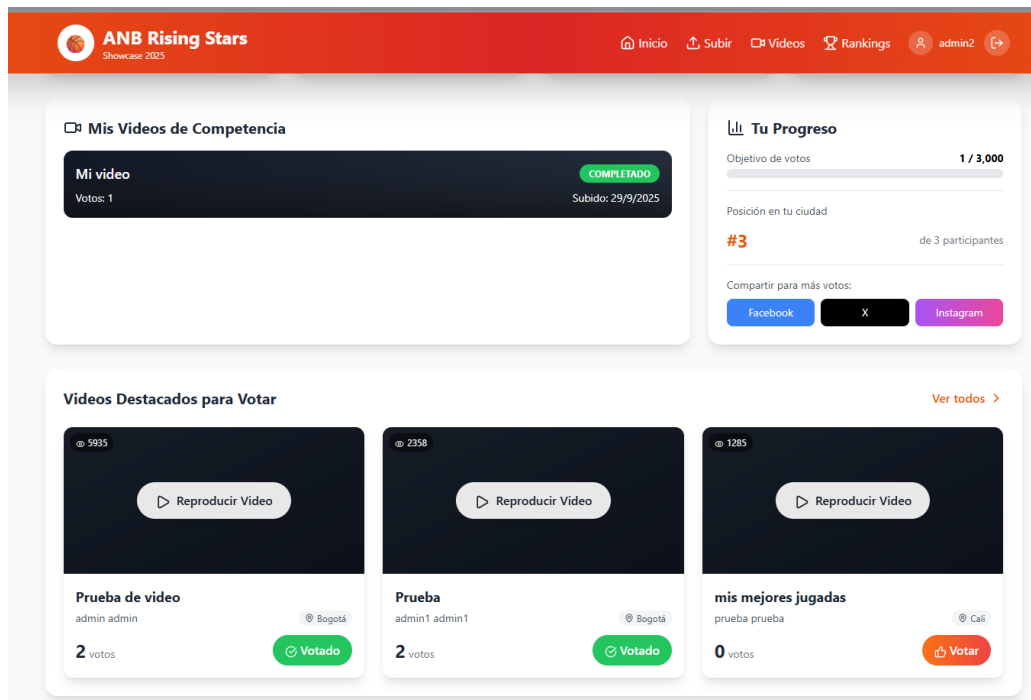 ANB Rising Stars
Showcase 2025
Inicio Subir Videos Rankings admin2
Mis Videos de Competencia
Mi video COMPLETADO
Votos: 1 Subido: 29/9/2025
Tu Progreso
Objetivo de votos 1 / 3,000
Posición en tu ciudad
#3 de 3 participantes
Compartir para más votos:
Facebook X Instagram
Videos Destacados para Votar Ver todos
5935
Reproducir Video
Prueba de video
admin admin Bogotá
2 votos Votado
2358
Reproducir Video
Prueba
admin1 admin1 Bogotá
2 votos Votado
1285
Reproducir Video
mis mejores jugadas
prueba prueba Cali
0 votos Votar